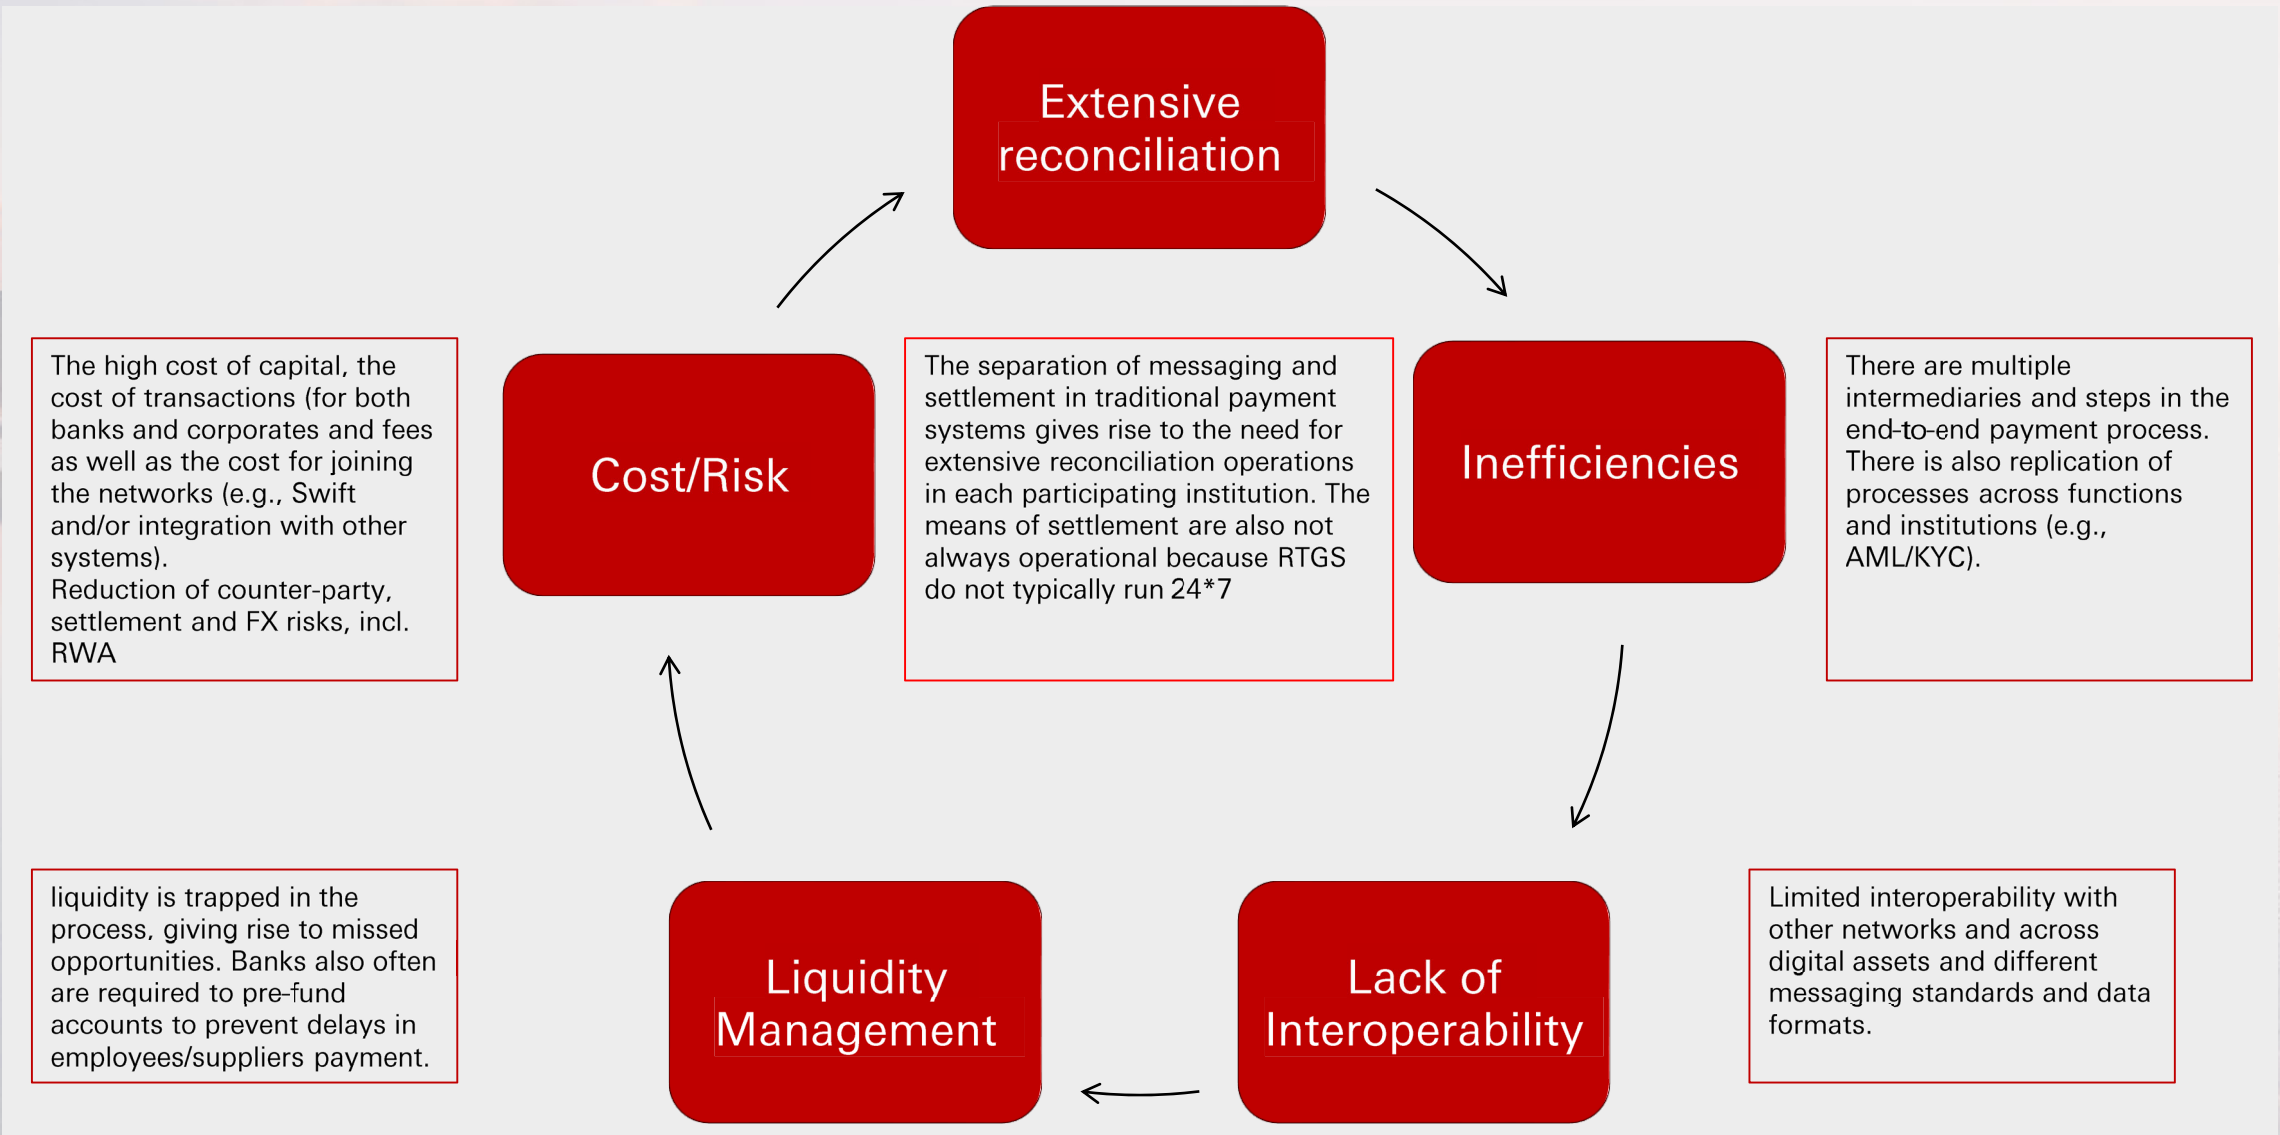 Extensive
reconciliation
The high cost of capital, the
cost of transactions (for both
banks and corporates and fees
as well as the cost for joining
the networks (e.g., Swift
and/or integration with other
systems).
Reduction of counter-party,
settlement and FX risks, incl.
RWA
Cost/Risk
The separation of messaging and
settlement in traditional payment
systems gives rise to the need for
extensive reconciliation operations
in each participating institution. The
means of settlement are also not
always operational because RTGS
do not typically run 24*7
Inefficiencies
There are multiple
intermediaries and steps in the
end-to-end payment process.
There is also replication of
processes across functions
and institutions (e.g.,
AML/KYC).
liquidity is trapped in the
process, giving rise to missed
opportunities. Banks also often
are required to pre-fund
accounts to prevent delays in
employees/suppliers payment.
Liquidity
Management
Lack of
Interoperability
Limited interoperability with
other networks and across
digital assets and different
messaging standards and data
formats.